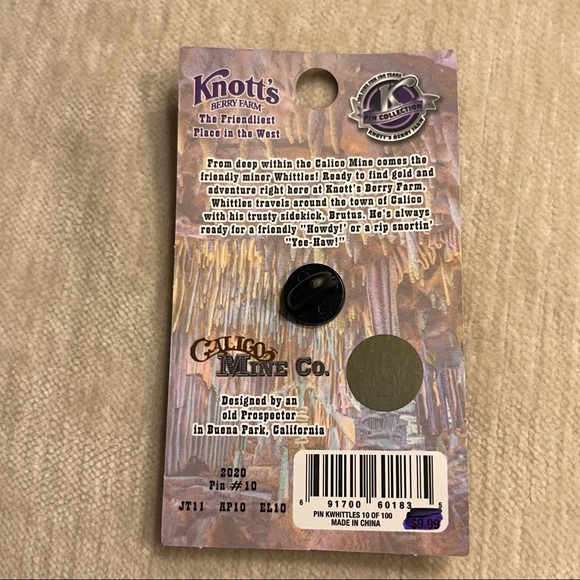 Knott's
BERRY FARM
The Friendliest
Place in the West
PIN COLLECTION
KNOTT'S BERRY FARM
From deep within the Calico Mine comes the
friendly miner Whittles! Ready to find gold and
adventure right here at Knott's Berry Farm,
Whittles travels around the town of Calico
with his trusty sidekick, Brutus. He's always
ready for a friendly "Howdy!' or a rip snortin'
"Yee-Haw!"
CALICO
MINE CO.
Designed by an
old Prospector
in Buena Park, California
2020
Pin #10
JT11 AP10 EL10
6 91700 60183 5
PIN KWHITTLES 10 OF 100
MADE IN CHINA